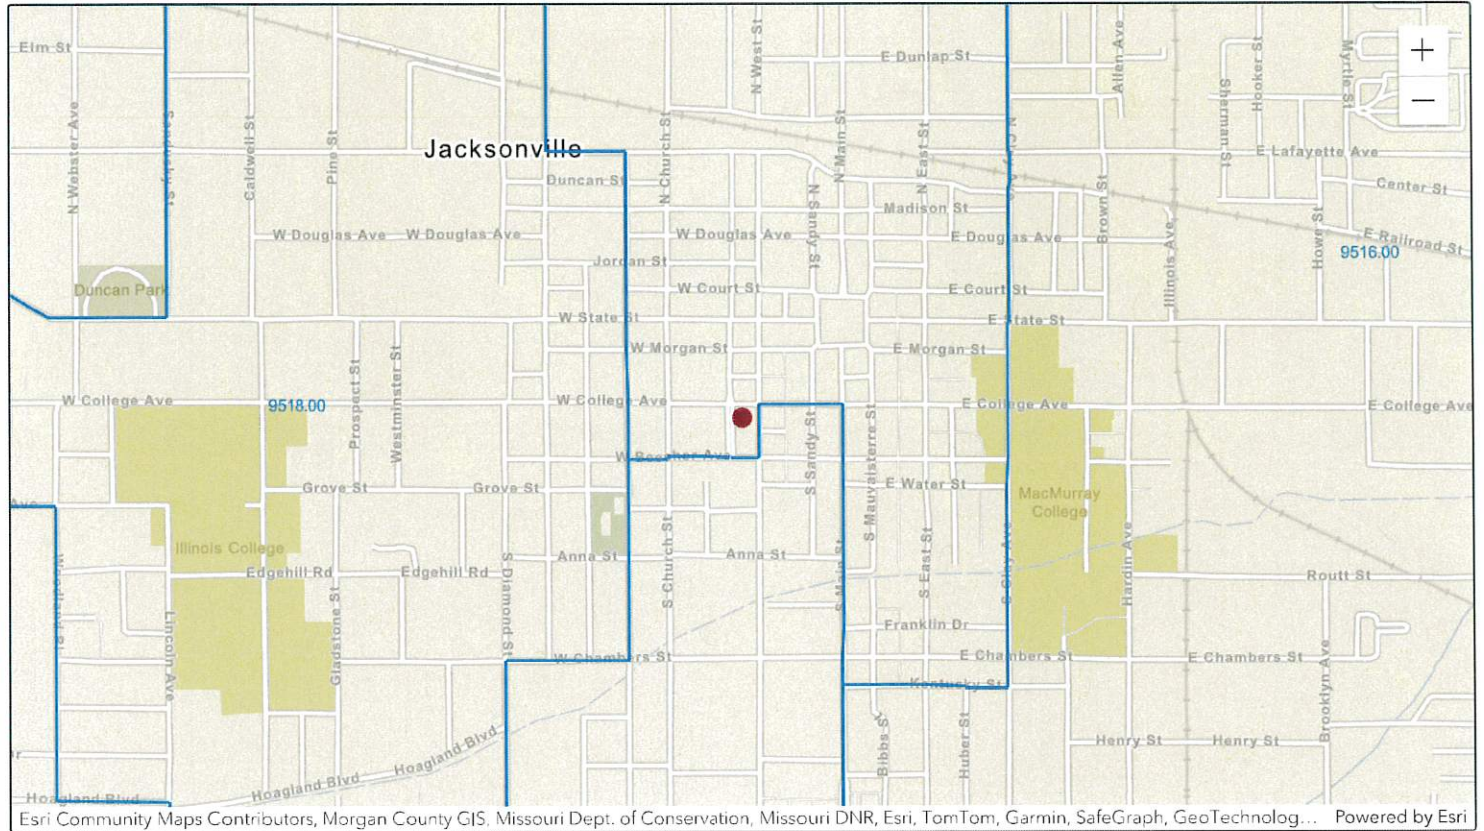 Elm St
N West St
E Dunlap St
Allen Ave
Hooker St
Myrtle St
+
−
N Webster Ave
Sandusky St
Caldwell St
Pine St
Jacksonville
N Church St
N Main St
N East St
Sherman St
E Lafayette Ave
Duncan St
Center St
Madison St
N Sandy St
Brown St
W Douglas Ave
W Douglas Ave
W Douglas Ave
E Douglas Ave
Illinois Ave
Howe St
E Railroad St
9516.00
Jordan St
Duncan Park
W Court St
E Court St
W State St
E State St
W Morgan St
E Morgan St
Prospect St
Westminster St
W College Ave
9518.00
W College Ave
E College Ave
E College Ave
S Sandy St
S Mauvaisterre St
W Beecher Ave
Grove St
Grove St
E Water St
MacMurray
College
Ave
Illinois College
Anna St
Anna St
Edgehill Rd
Edgehill Rd
S Diamond St
S Church St
S Main St
S East St
S Clay Ave
Hardin Ave
Routt St
Woodland Pl
Lincoln Ave
Gladstone St
Franklin Dr
W Chambers St
E Chambers St
E Chambers St
Kentucky St
Brooklyn Ave
Bibbs St
Huber St
Henry St
Henry St
Hoagland Blvd
Hoagland Blvd
Hoagland Blvd
Esri Community Maps Contributors, Morgan County GIS, Missouri Dept. of Conservation, Missouri DNR, Esri, TomTom, Garmin, SafeGraph, GeoTechnolog... Powered by Esri